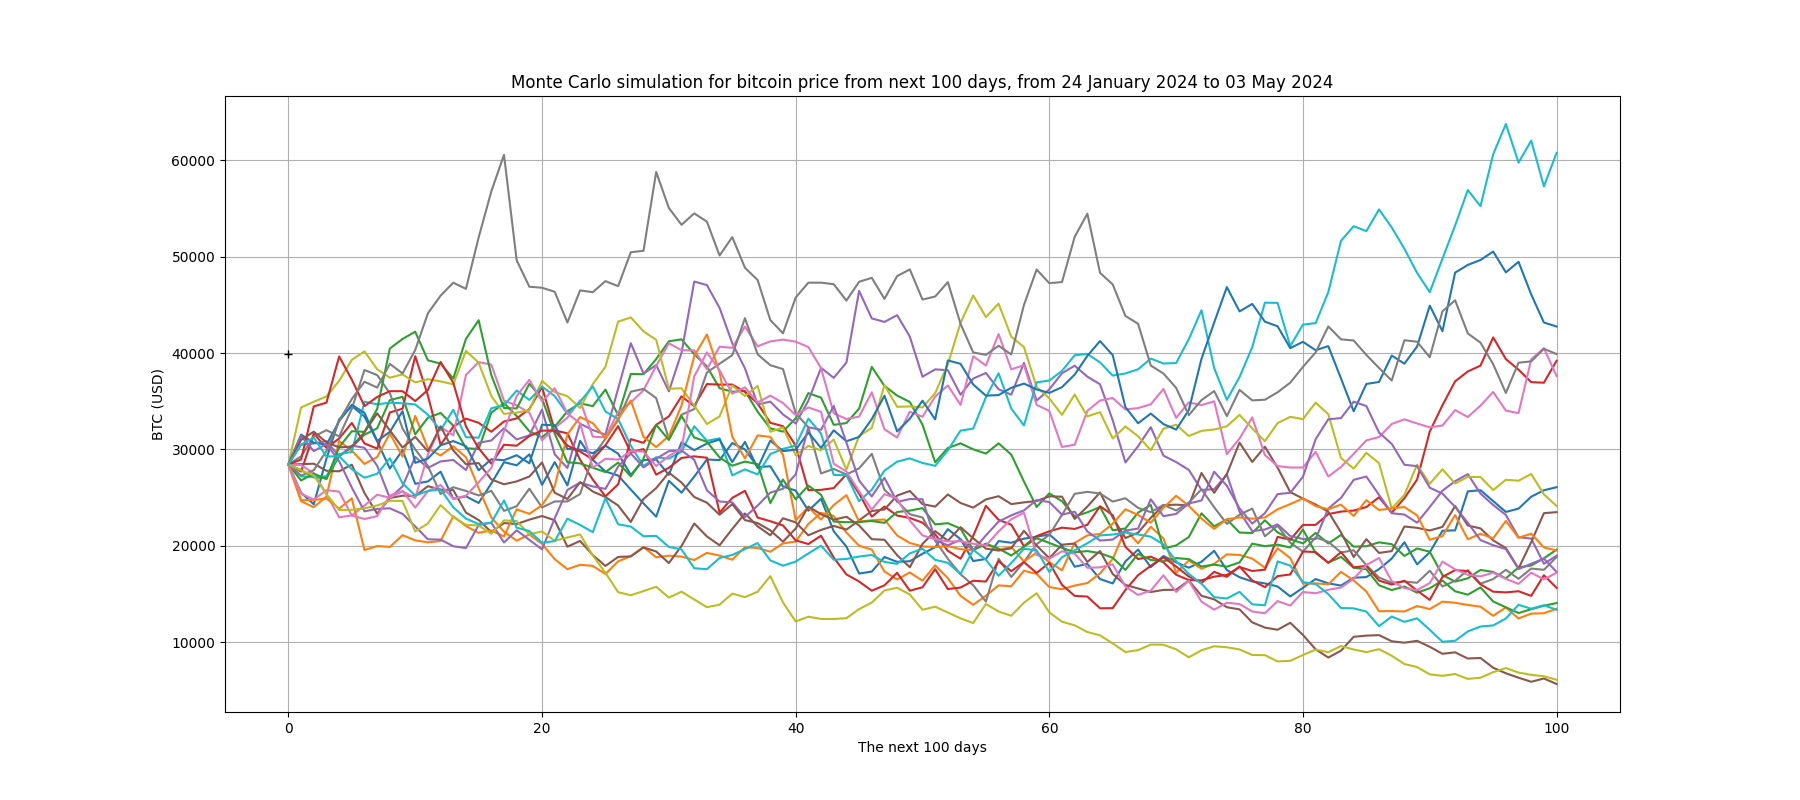 Monte Carlo simulation for bitcoin price from next 100 days, from 24 January 2024 to 03 May 2024
60000
50000
40000
30000
20000
10000
BTC (USD)
0 20 40 60 80 100
The next 100 days